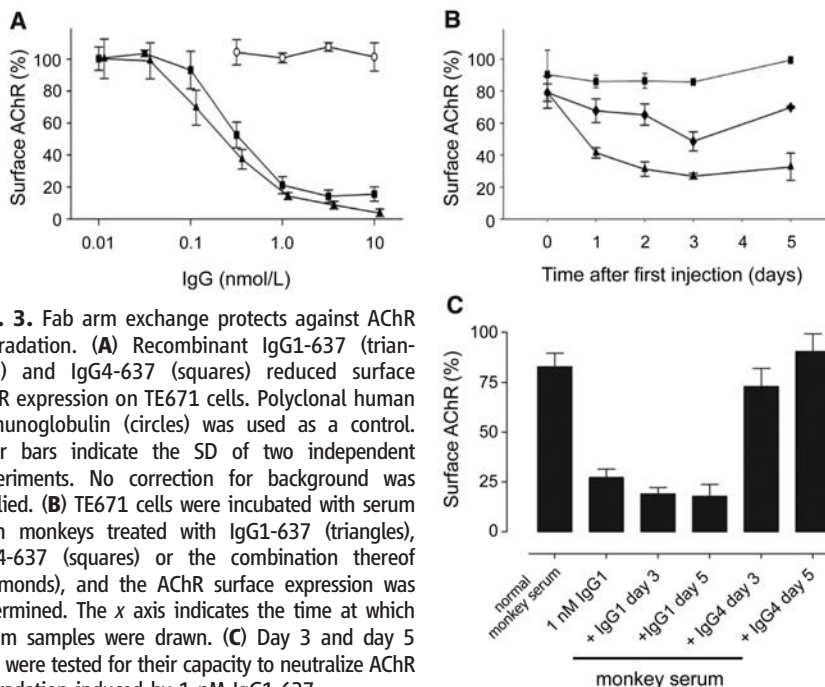 A
Surface AChR (%)
100
80
60
40
20
0
0.01
0.1
1.0
10
IgG (nmol/L)
B
Surface AChR (%)
100
80
60
40
20
0
0
1
2
3
4
5
Time after first injection (days)
. 3. Fab arm exchange protects against AChR
radation. (A) Recombinant IgG1-637 (trian-
) and IgG4-637 (squares) reduced surface
R expression on TE671 cells. Polyclonal human
unoglobulin (circles) was used as a control.
r bars indicate the SD of two independent
eriments. No correction for background was
lied. (B) TE671 cells were incubated with serum
monkeys treated with IgG1-637 (triangles),
4-637 (squares) or the combination thereof
monds), and the AChR surface expression was
ermined. The x axis indicates the time at which
m samples were drawn. (C) Day 3 and day 5
were tested for their capacity to neutralize AChR
radation induced by 1 nM IgG1-637.
C
Surface AChR (%)
100
75
50
25
0
normal
monkey serum
1 nM IgG1
+ IgG1 day 3
+IgG1 day 5
+ IgG4 day 3
+ IgG4 day 5
monkey serum